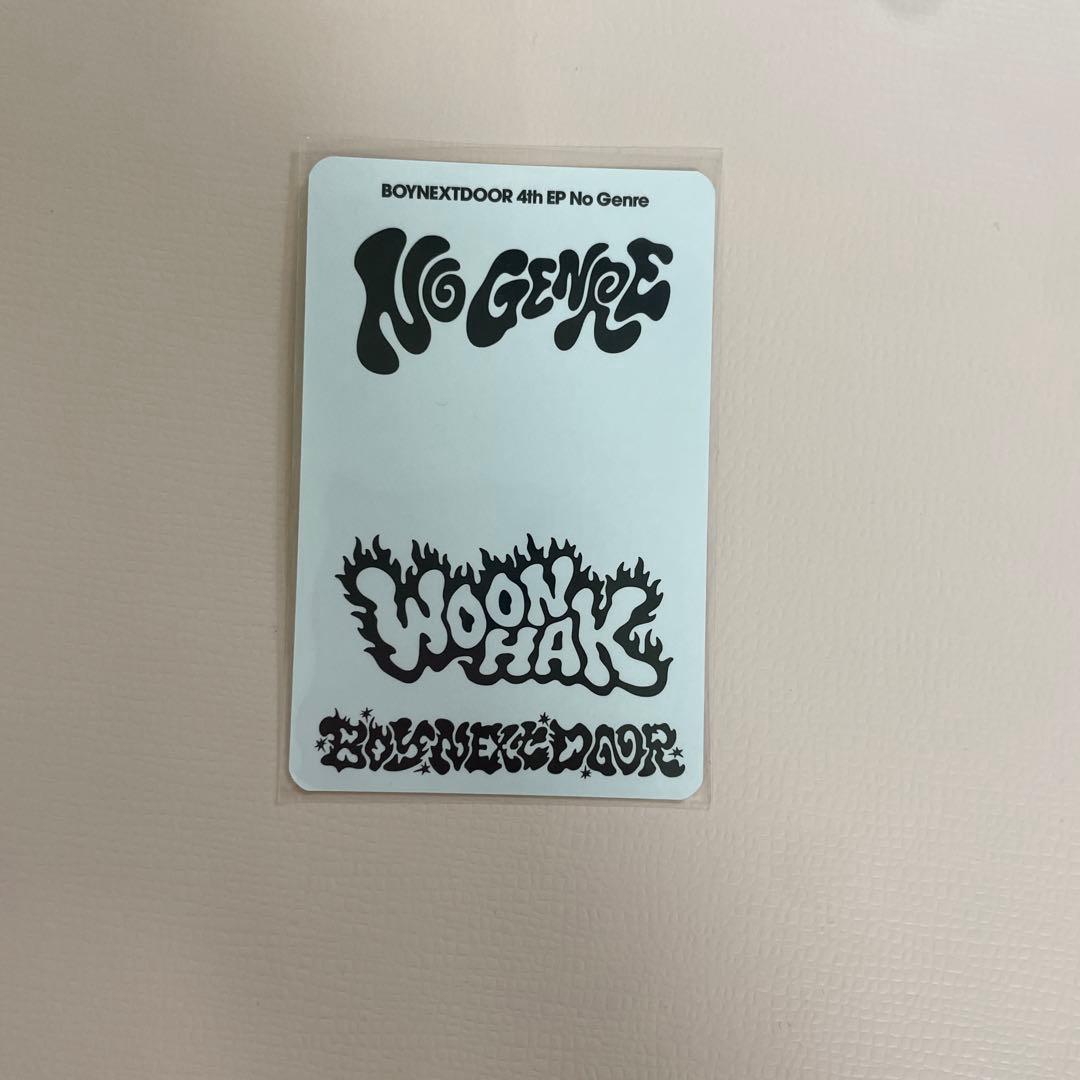 BOYNEXTDOOR 4th EP No Genre
NO GENRE
WOON
HAK
BOYNEXTDOOR